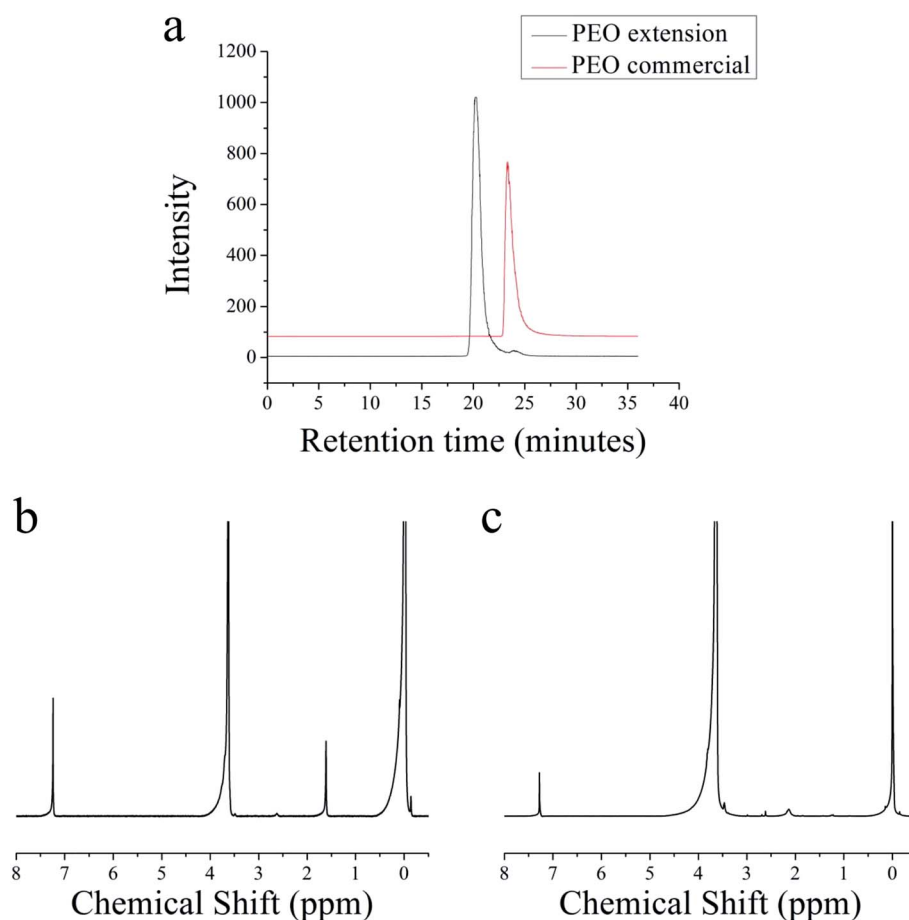 a
PEO extension
PEO commercial
1200
1000
800
600
400
200
0
Intensity
0 5 10 15 20 25 30 35 40
Retention time (minutes)
b
8 7 6 5 4 3 2 1 0
Chemical Shift (ppm)
c
8 7 6 5 4 3 2 1 0
Chemical Shift (ppm)